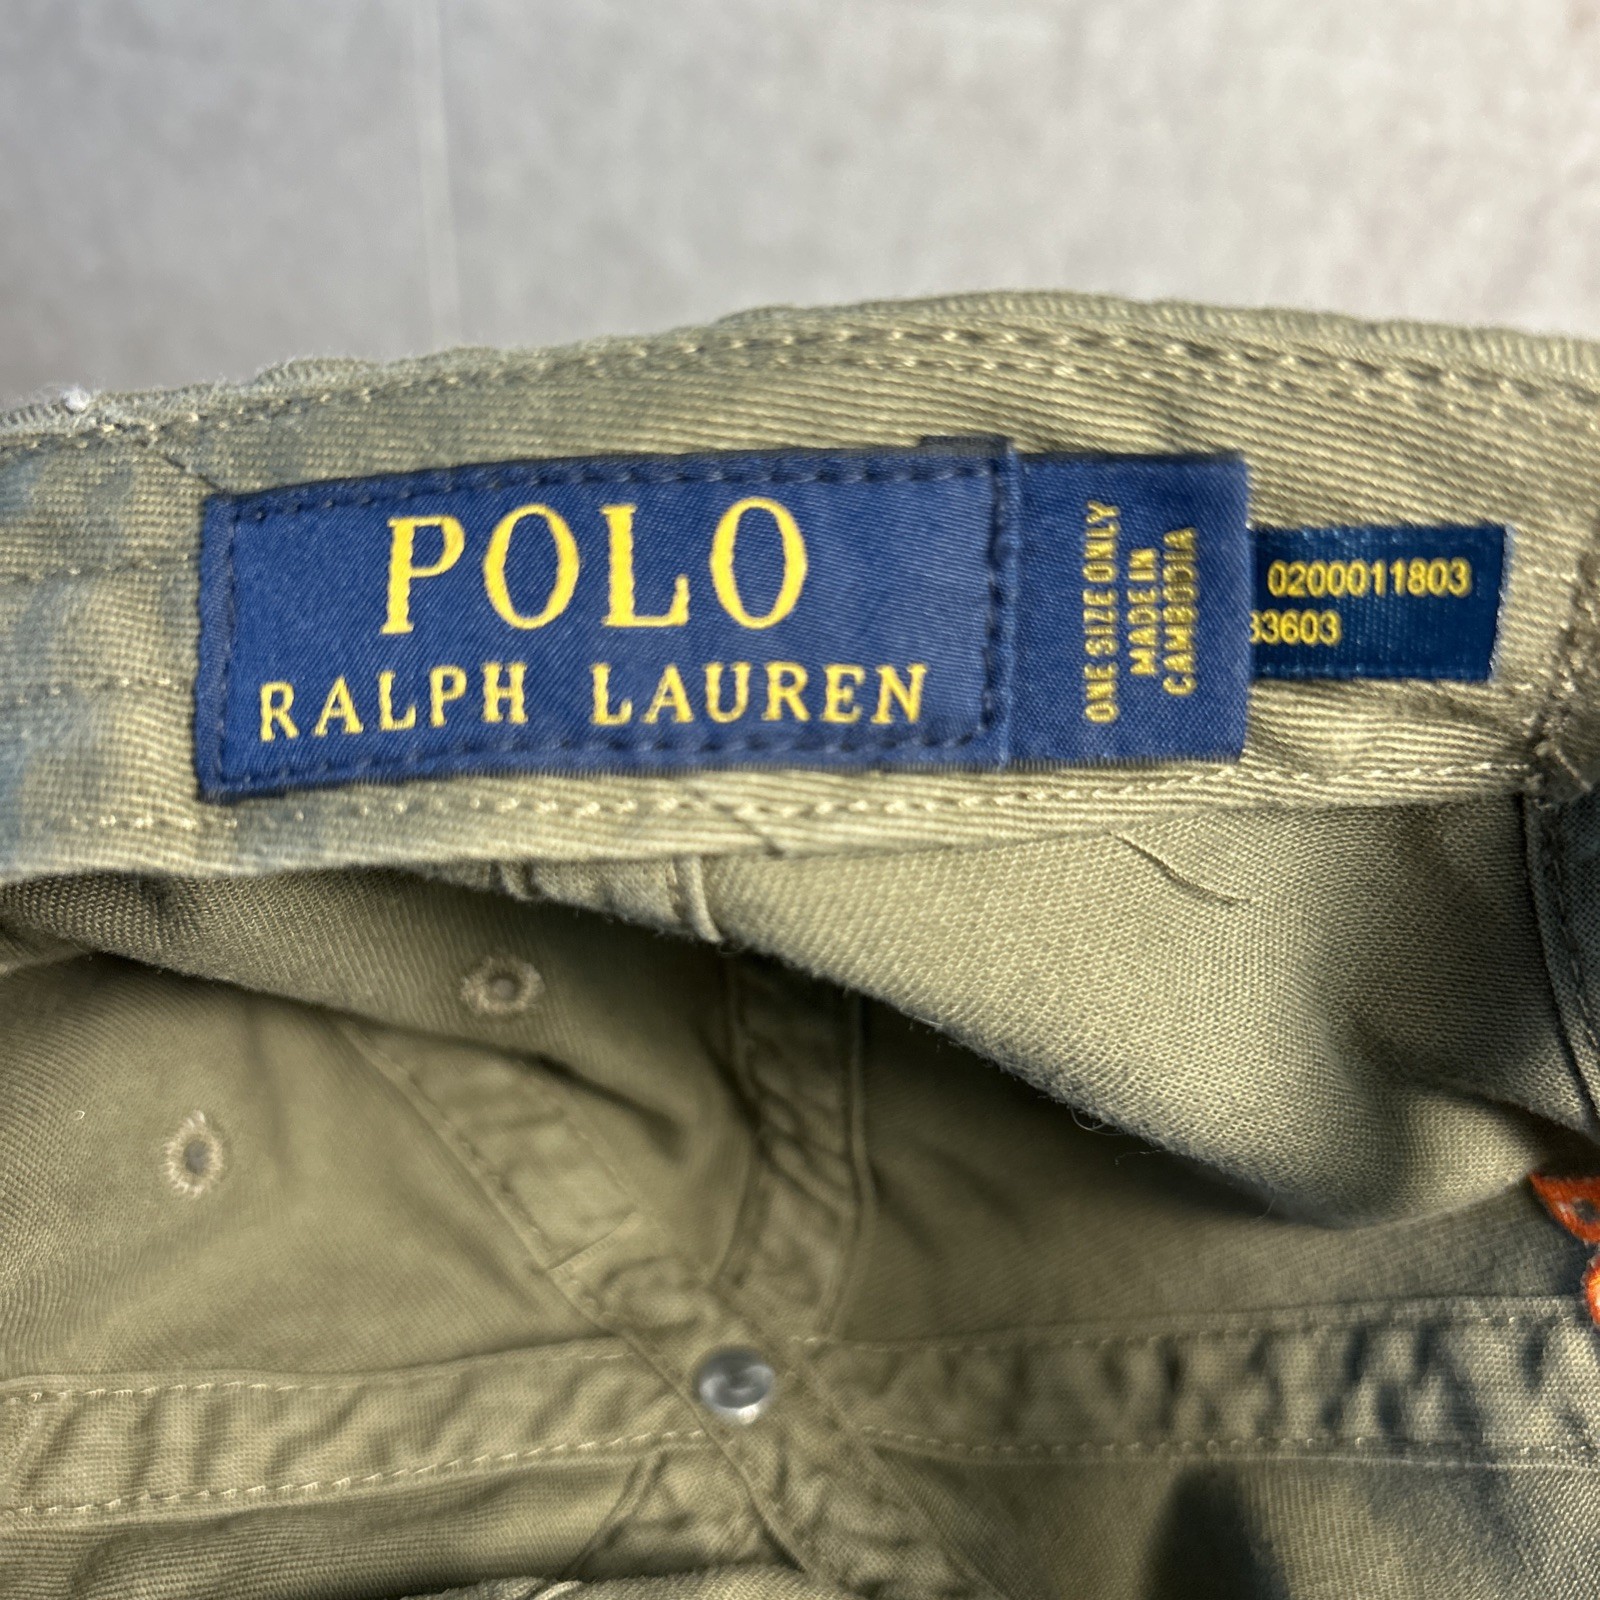 POLO
RALPH LAUREN
ONE SIZE ONLY
MADE IN
CAMBODIA
0200011803
33603